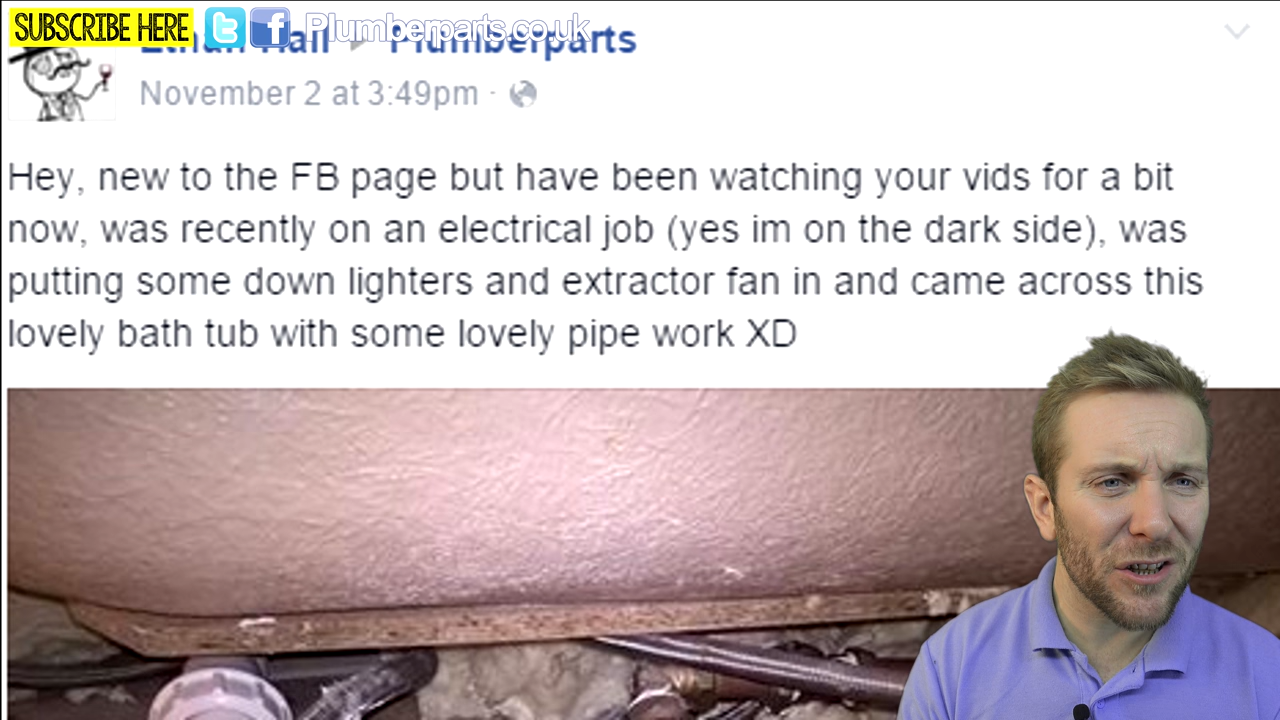 SUBSCRIBE HERE Plumberparts.co.uk
Ethan Hall Plumberparts
November 2 at 3:49pm ·
Hey, new to the FB page but have been watching your vids for a bit
now, was recently on an electrical job (yes im on the dark side), was
putting some down lighters and extractor fan in and came across this
lovely bath tub with some lovely pipe work XD